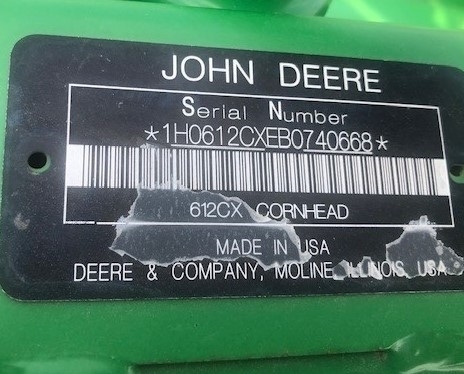 JOHN DEERE
Serial Number
*1H0612CXEB0740668*
612CX CORNHEAD
MADE IN USA
DEERE & COMPANY, MOLINE, ILLINOIS, USA